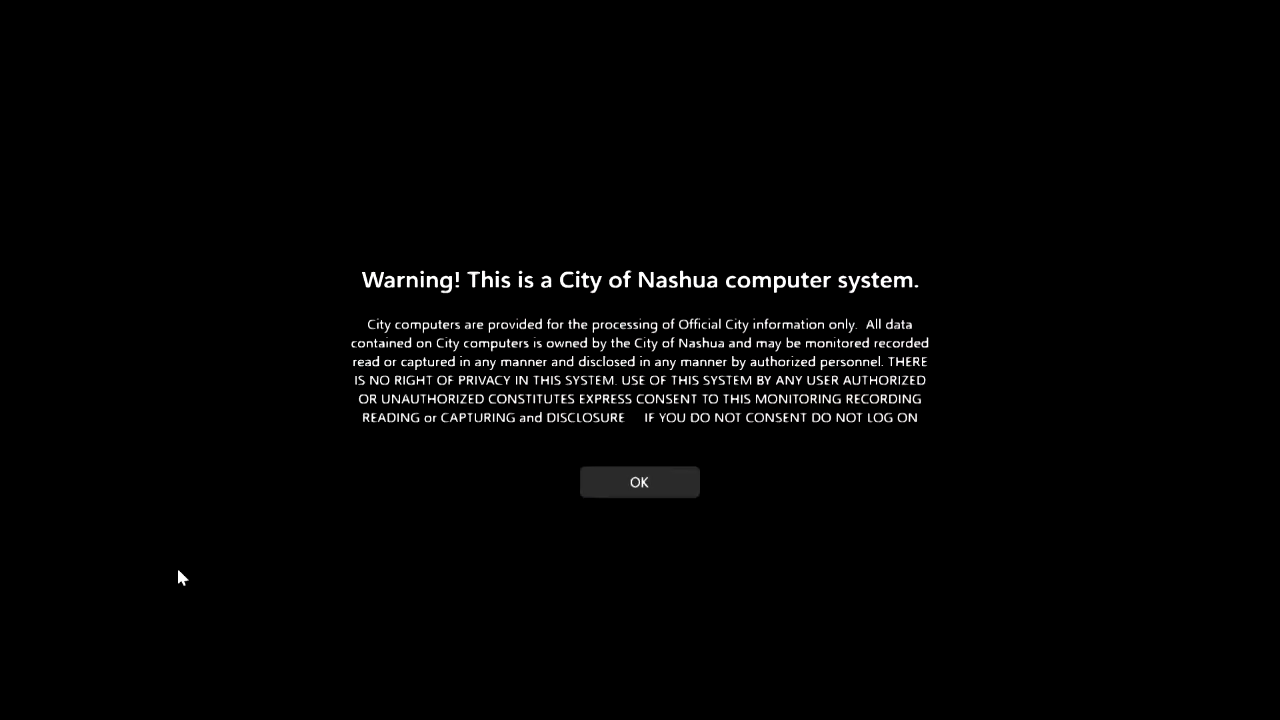 Warning! This is a City of Nashua computer system.
City computers are provided for the processing of Official City information only.  All data
contained on City computers is owned by the City of Nashua and may be monitored recorded
read or captured in any manner and disclosed in any manner by authorized personnel. THERE
IS NO RIGHT OF PRIVACY IN THIS SYSTEM. USE OF THIS SYSTEM BY ANY USER AUTHORIZED
OR UNAUTHORIZED CONSTITUTES EXPRESS CONSENT TO THIS MONITORING RECORDING
READING or CAPTURING and DISCLOSURE    IF YOU DO NOT CONSENT DO NOT LOG ON
OK